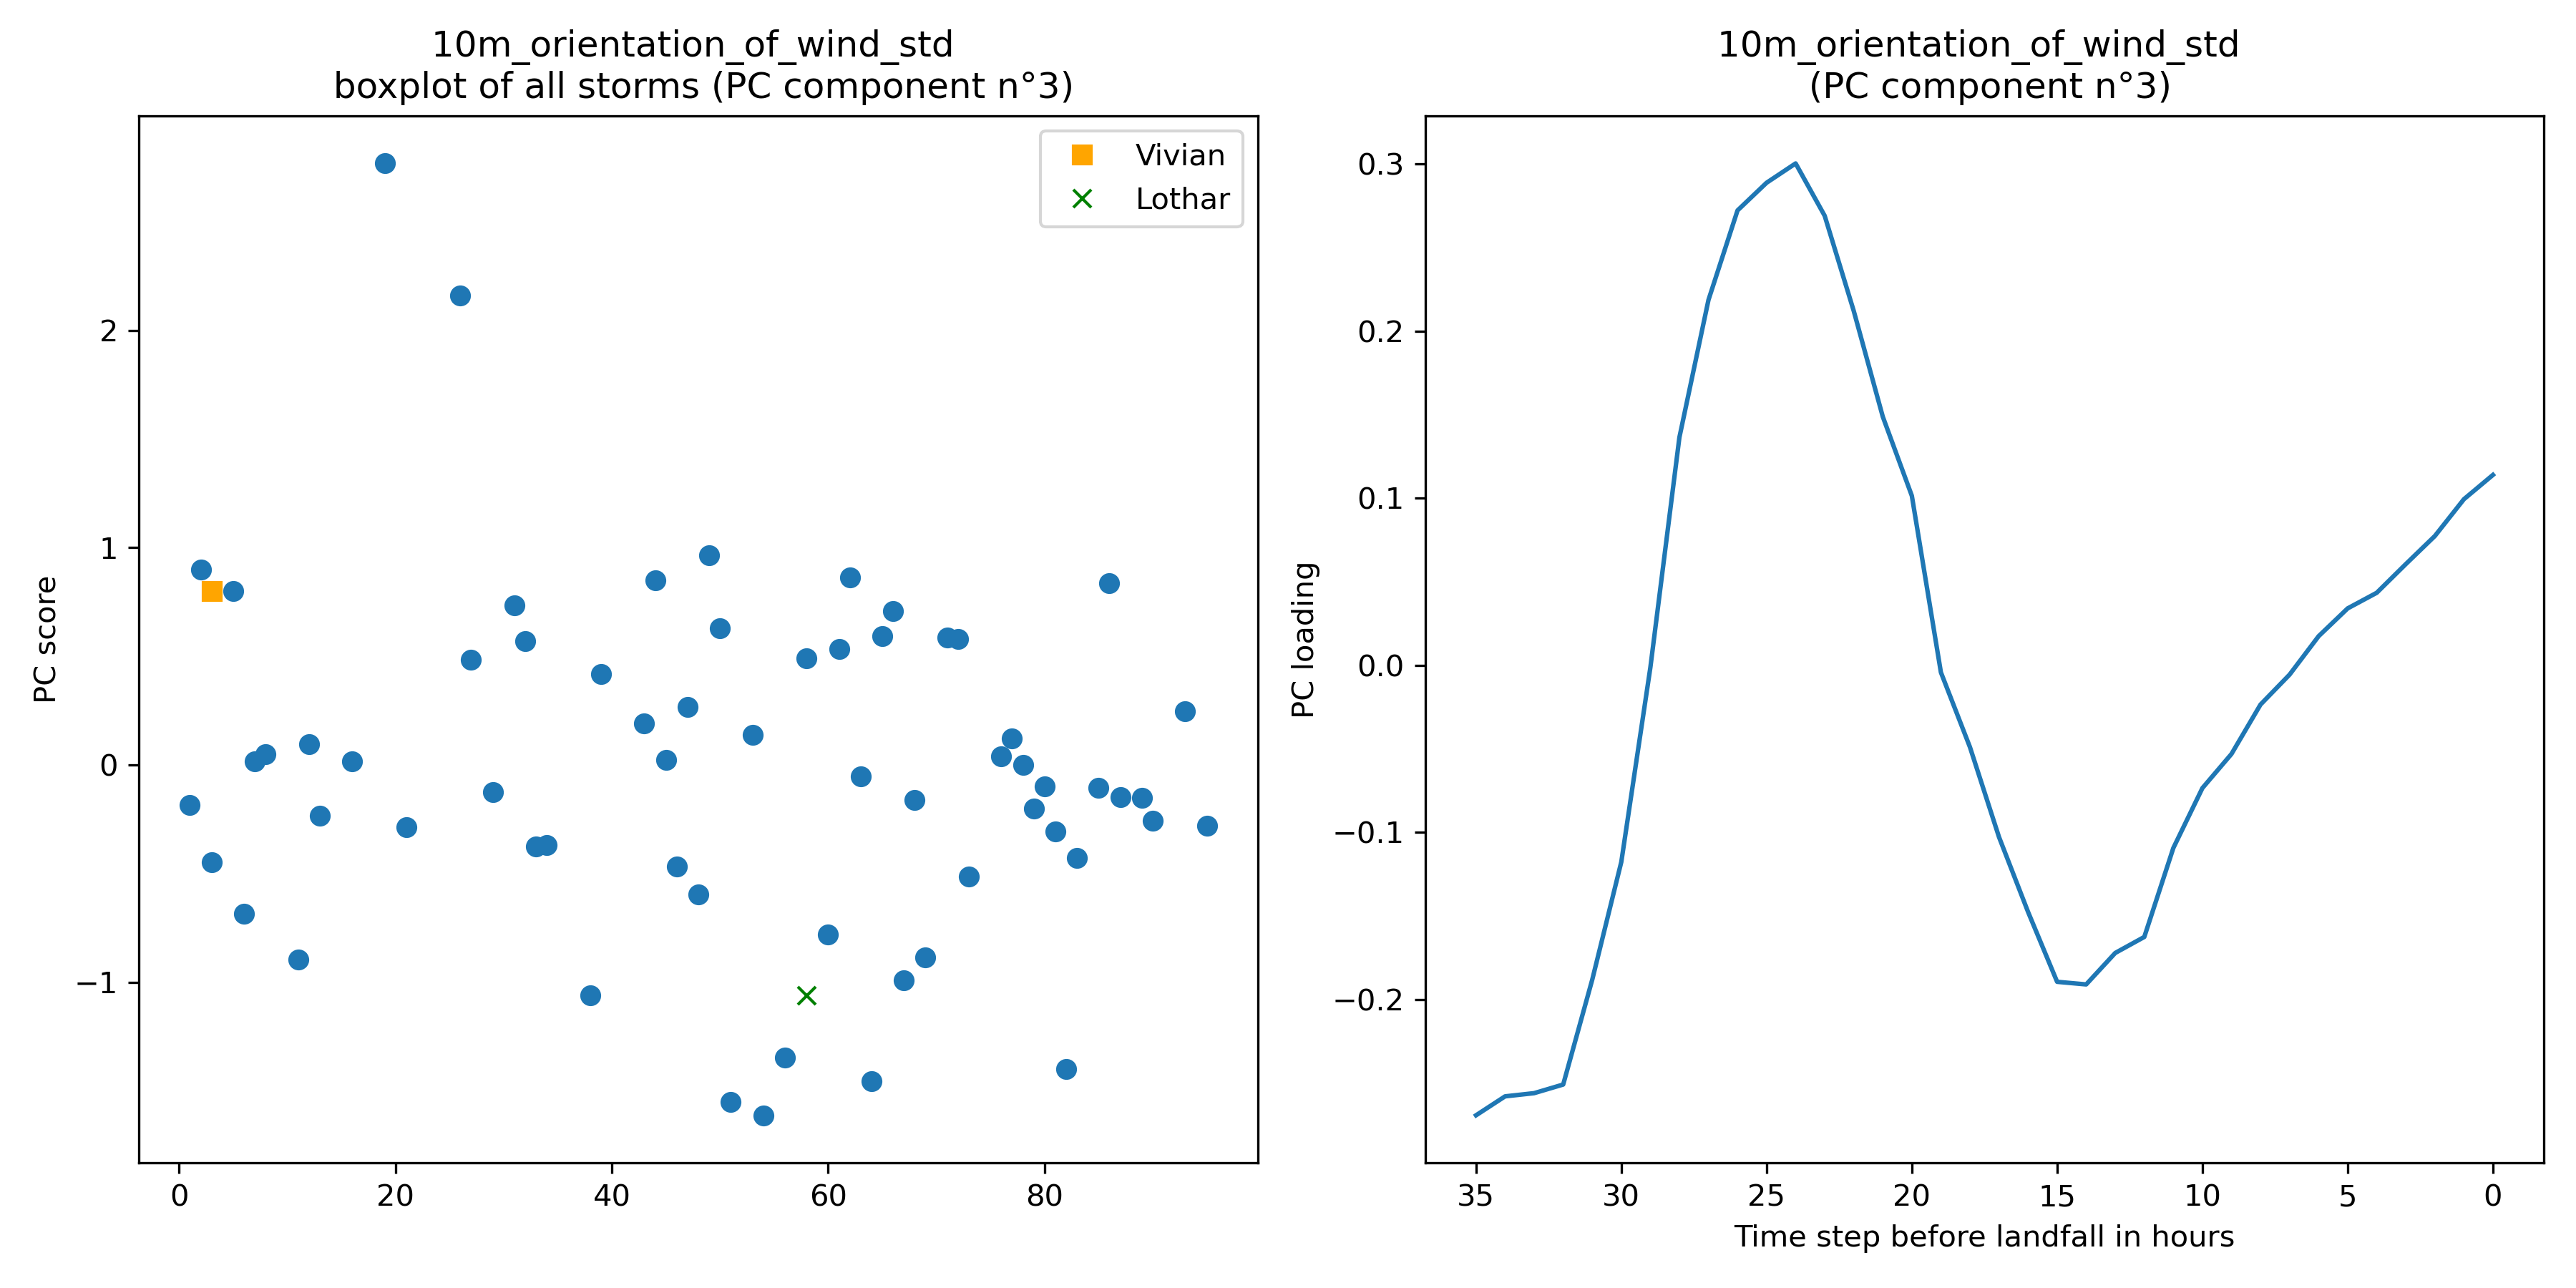 10m_orientation_of_wind_std
boxplot of all storms (PC component n°3)
Vivian
Lothar
PC score
2
1
0
−1
0
20
40
60
80
10m_orientation_of_wind_std
(PC component n°3)
PC loading
0.3
0.2
0.1
0.0
−0.1
−0.2
35
30
25
20
15
10
5
0
Time step before landfall in hours